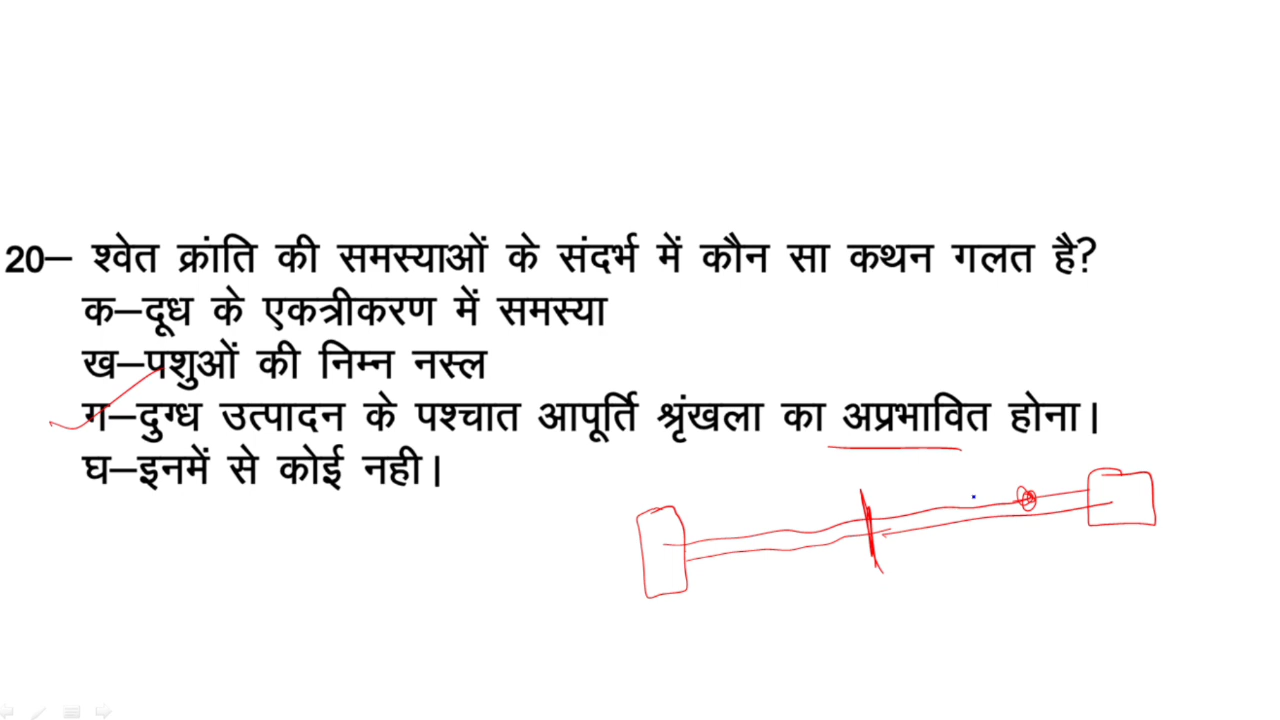 20– श्वेत क्रांति की समस्याओं के संदर्भ में कौन सा कथन गलत है?
क–दूध के एकत्रीकरण में समस्या
ख–पशुओं की निम्न नस्ल
ग–दुग्ध उत्पादन के पश्चात आपूर्ति श्रृंखला का अप्रभावित होना।
घ–इनमें से कोई नही।